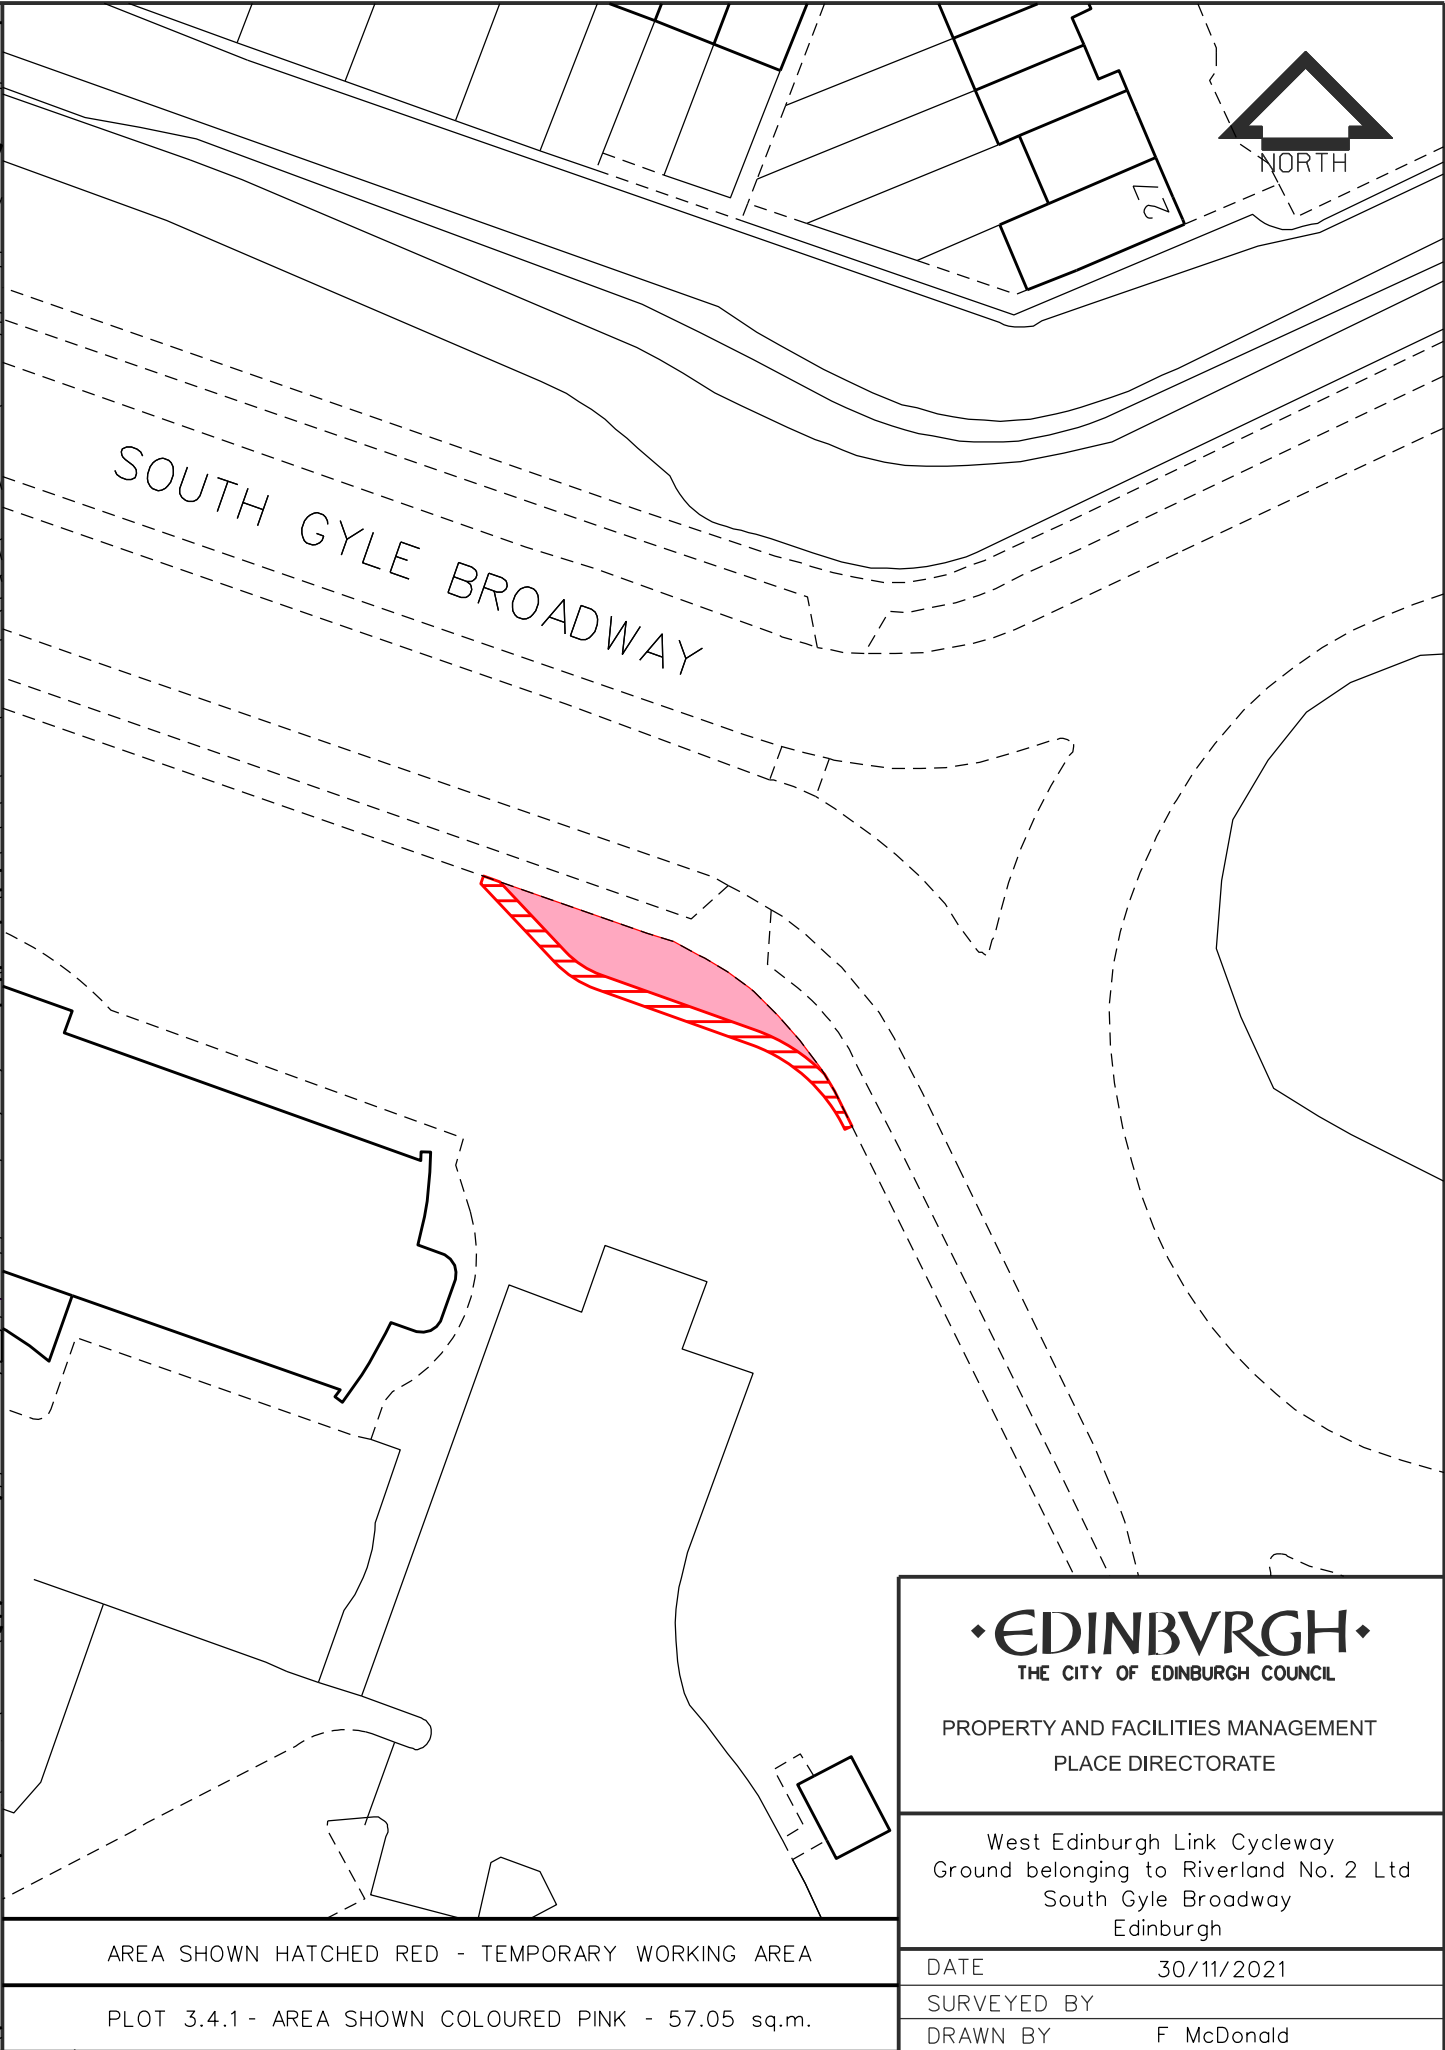 27
NORTH
SOUTH GYLE BROADWAY
·EDINBVRGH·
THE CITY OF EDINBURGH COUNCIL
PROPERTY AND FACILITIES MANAGEMENT
PLACE DIRECTORATE
West Edinburgh Link Cycleway
Ground belonging to Riverland No. 2 Ltd
South Gyle Broadway
Edinburgh
AREA SHOWN HATCHED RED - TEMPORARY WORKING AREA
PLOT 3.4.1 - AREA SHOWN COLOURED PINK - 57.05 sq.m.
DATE 30/11/2021
SURVEYED BY
DRAWN BY F McDonald